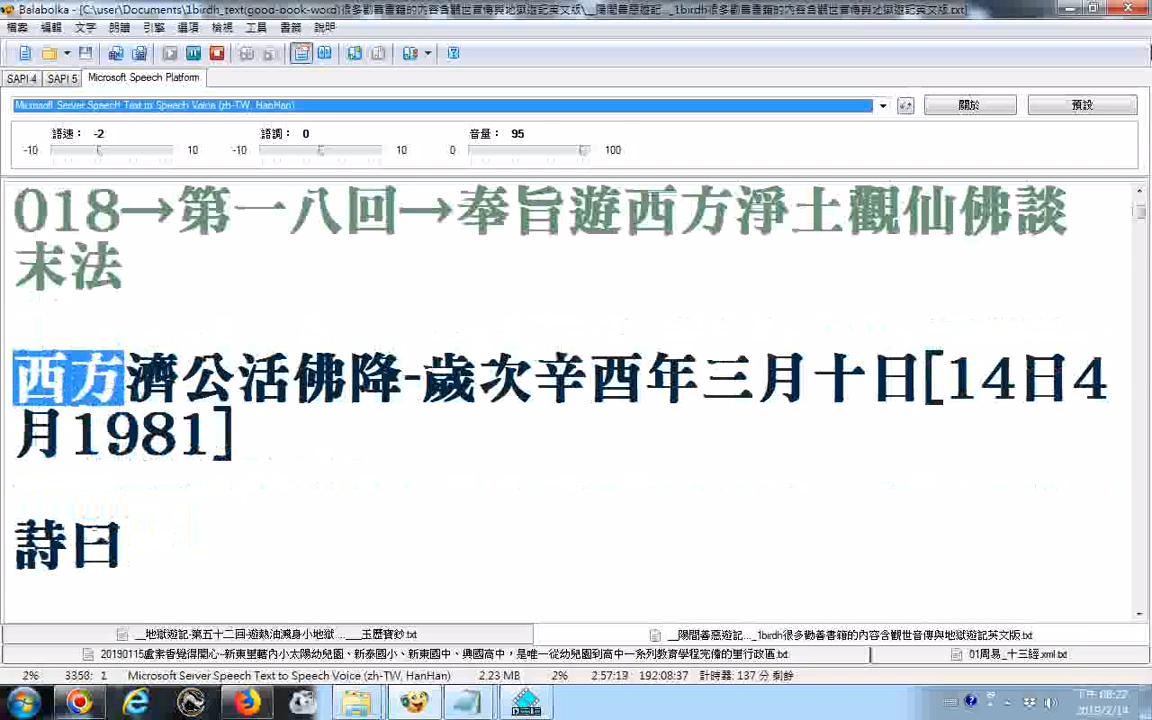 Balabolka - [C:\user\Documents\1birdh_text(good-book-word)很多勸善書籍的內容含觀世音傳與地獄遊記英文版\__陽間善惡遊記..._1birdh很多勸善書籍的內容含觀世音傳與地獄遊記英文版.txt]
檔案 編輯 文字 朗讀 引擎 選項 檢視 工具 書籤 說明
SAPI 4 SAPI 5 Microsoft Speech Platform
Microsoft Server Speech Text to Speech Voice (zh-TW, HanHan) 關於 預設
語速： -2 語調： 0 音量： 95
-10 10 -10 10 0 100
018→第一八回→奉旨遊西方淨土觀仙佛談
末法
西方濟公活佛降-歲次辛酉年三月十日[14日4
月1981]
詩曰
__地獄遊記-第五十二回-遊熱油濺身小地獄 ...___玉歷寶鈔.txt __陽間善惡遊記..._1birdh很多勸善書籍的內容含觀世音傳與地獄遊記英文版.txt
20190115盧素香覺得開心-新東里轄內小太陽幼兒園、新泰國小、新東國中、興國高中，是唯一從幼兒園到高中一系列教育學程完備的里行政區.txt 01周易_十三經.xml.txt
2% 3358: 1 Microsoft Server Speech Text to Speech Voice (zh-TW, HanHan) 2.23 MB 2% 2:57:13 192:08:37 計時器: 137 分 剩餘
下午 08:27
2019/2/14